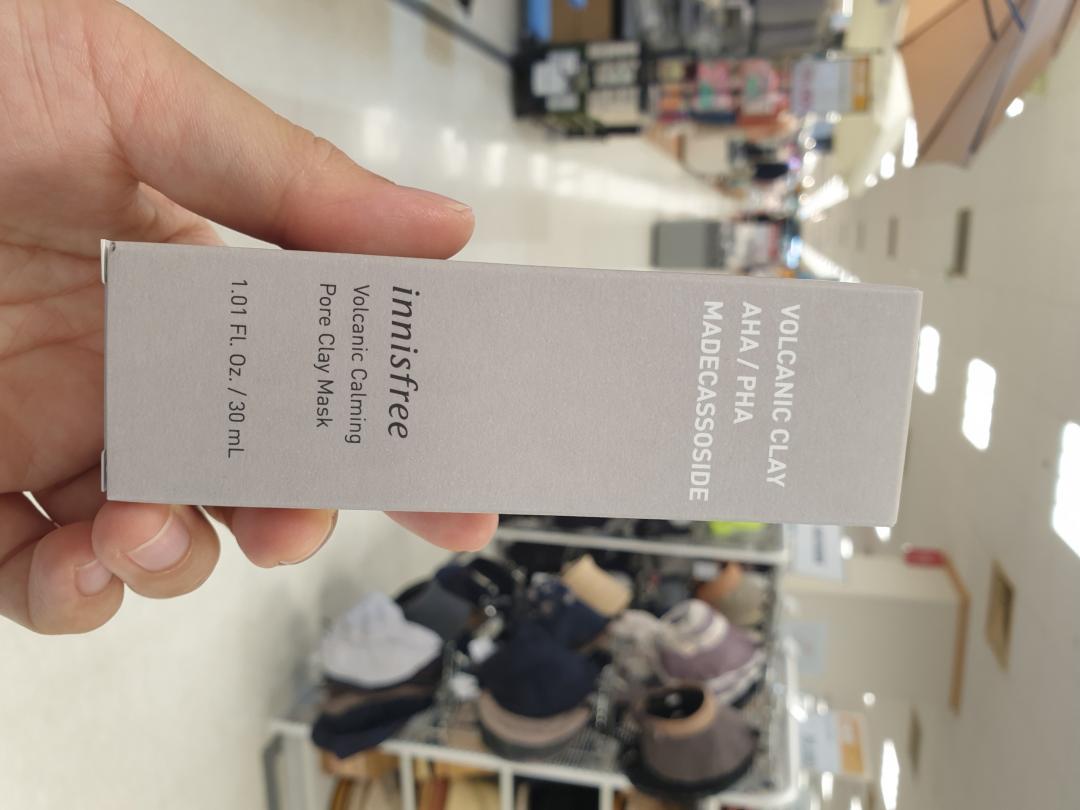 VOLCANIC CLAY
AHA / PHA
MADECASSOSIDE
innisfree
Volcanic Calming
Pore Clay Mask
1.01 Fl. Oz. / 30 mL